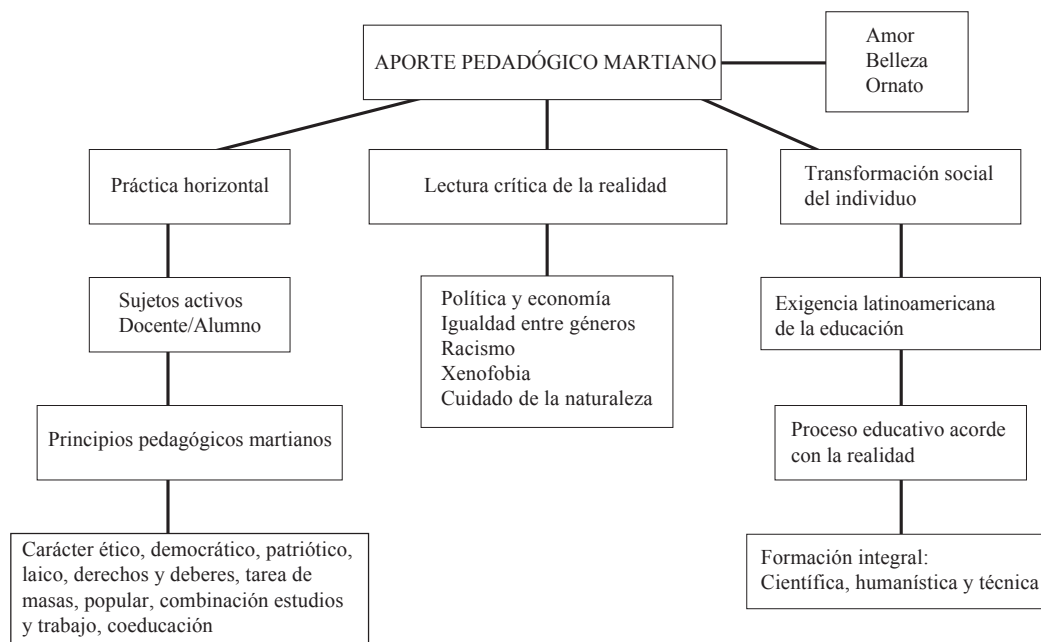 APORTE PEDADÓGICO MARTIANO
Amor
Belleza
Ornato
Práctica horizontal
Lectura crítica de la realidad
Transformación social
del individuo
Sujetos activos
Docente/Alumno
Política y economía
Igualdad entre géneros
Racismo
Xenofobia
Cuidado de la naturaleza
Exigencia latinoamericana
de la educación
Principios pedagógicos martianos
Proceso educativo acorde
con la realidad
Carácter ético, democrático, patriótico,
laico, derechos y deberes, tarea de
masas, popular, combinación estudios
y trabajo, coeducación
Formación integral:
Científica, humanística y técnica